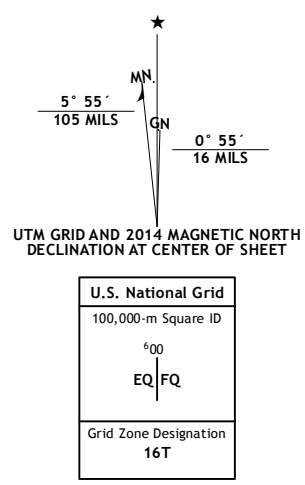 ★
MN
GN
5° 55´
105 MILS
0° 55´
16 MILS
UTM GRID AND 2014 MAGNETIC NORTH
DECLINATION AT CENTER OF SHEET
U.S. National Grid
100,000-m Square ID
⁶00
EQ FQ
Grid Zone Designation
16T